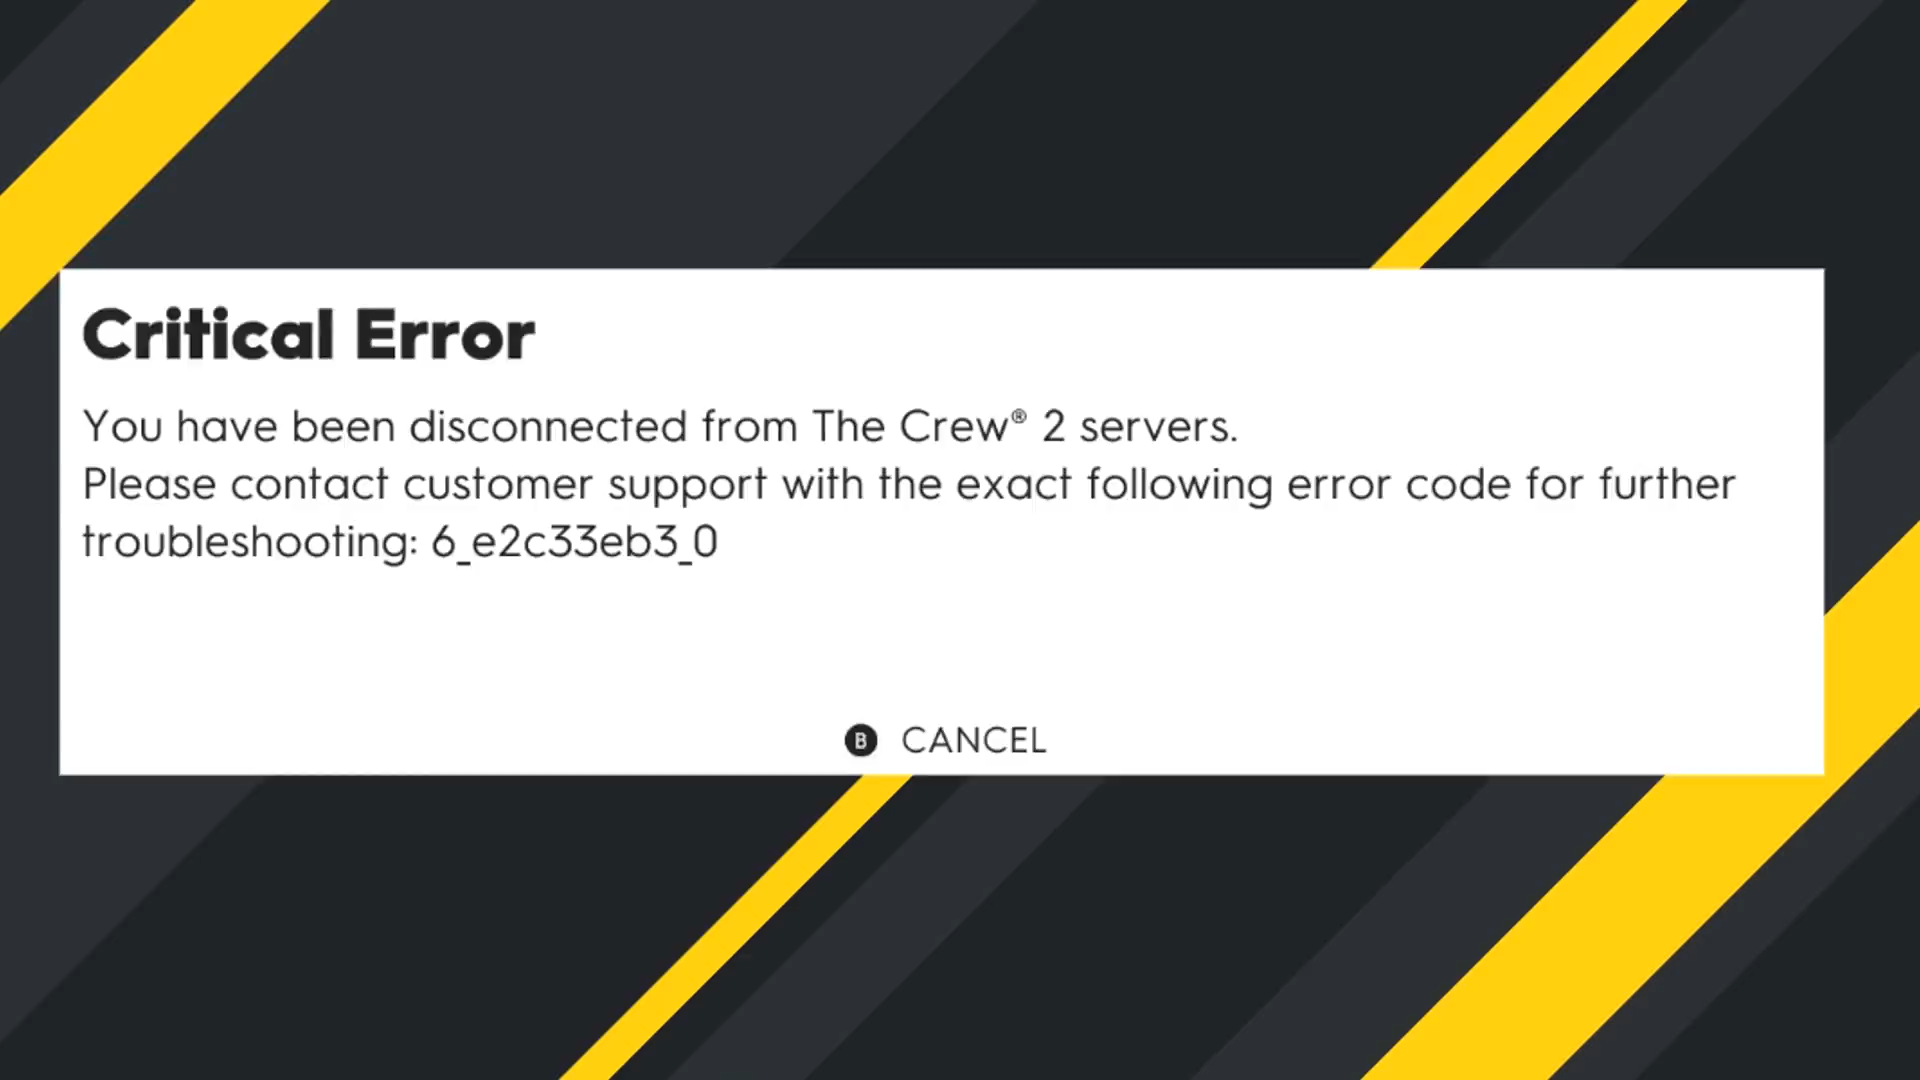 Critical Error
You have been disconnected from The Crew® 2 servers.
Please contact customer support with the exact following error code for further
troubleshooting: 6_e2c33eb3_0
B CANCEL